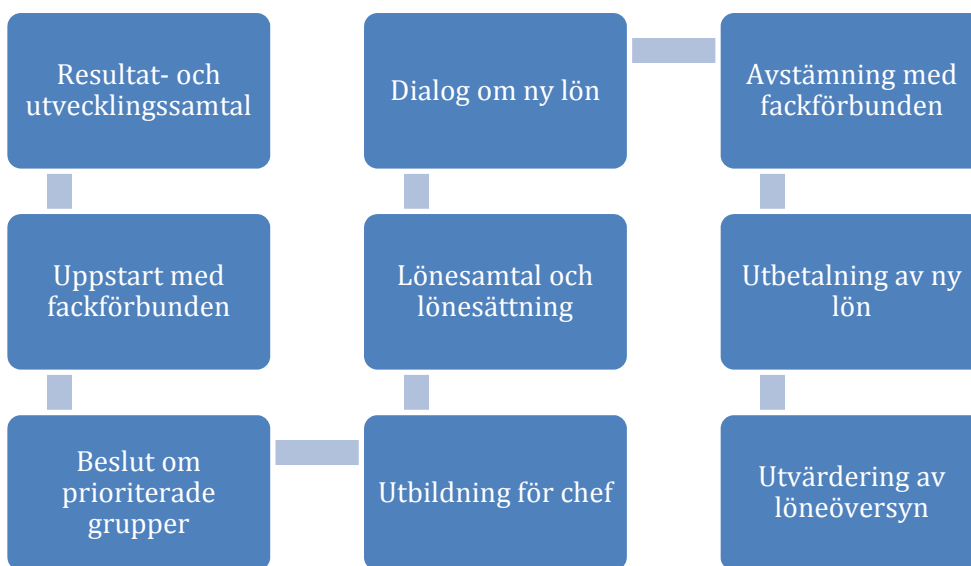 Resultat- och
utvecklingssamtal
Uppstart med
fackförbunden
Beslut om
prioriterade
grupper
Utbildning för chef
Lönesamtal och
lönesättning
Dialog om ny lön
Avstämning med
fackförbunden
Utbetalning av ny
lön
Utvärdering av
löneöversyn